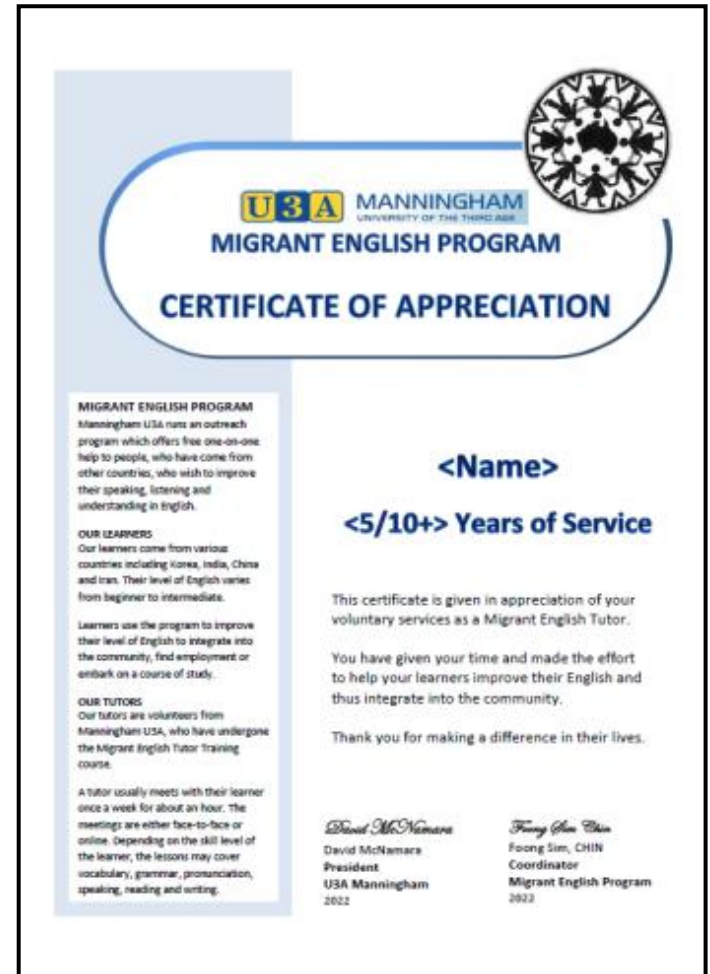 U3A MANNINGHAM
UNIVERSITY OF THE THIRD AGE
MIGRANT ENGLISH PROGRAM
CERTIFICATE OF APPRECIATION
MIGRANT ENGLISH PROGRAM
Manningham U3A runs an outreach
program which offers free one-on-one
help to people, who have come from
other countries, who wish to improve
their speaking, listening and
understanding in English.
OUR LEARNERS
Our learners come from various
countries including Korea, India, China
and Iran. Their level of English varies
from beginner to intermediate.
Learners use the program to improve
their level of English to integrate into
the community, find employment or
embark on a course of study.
OUR TUTORS
Our tutors are volunteers from
Manningham U3A, who have undergone
the Migrant English Tutor Training
course.
A tutor usually meets with their learner
once a week for about an hour. The
meetings are either face-to-face or
online. Depending on the skill level of
the learner, the lessons may cover
vocabulary, grammar, pronunciation,
speaking, reading and writing.
<Name>
<5/10+> Years of Service
This certificate is given in appreciation of your
voluntary services as a Migrant English Tutor.
You have given your time and made the effort
to help your learners improve their English and
thus integrate into the community.
Thank you for making a difference in their lives.
David McNamara
David McNamara
President
U3A Manningham
2022
Foong Sim Chin
Foong Sim, CHIN
Coordinator
Migrant English Program
2022